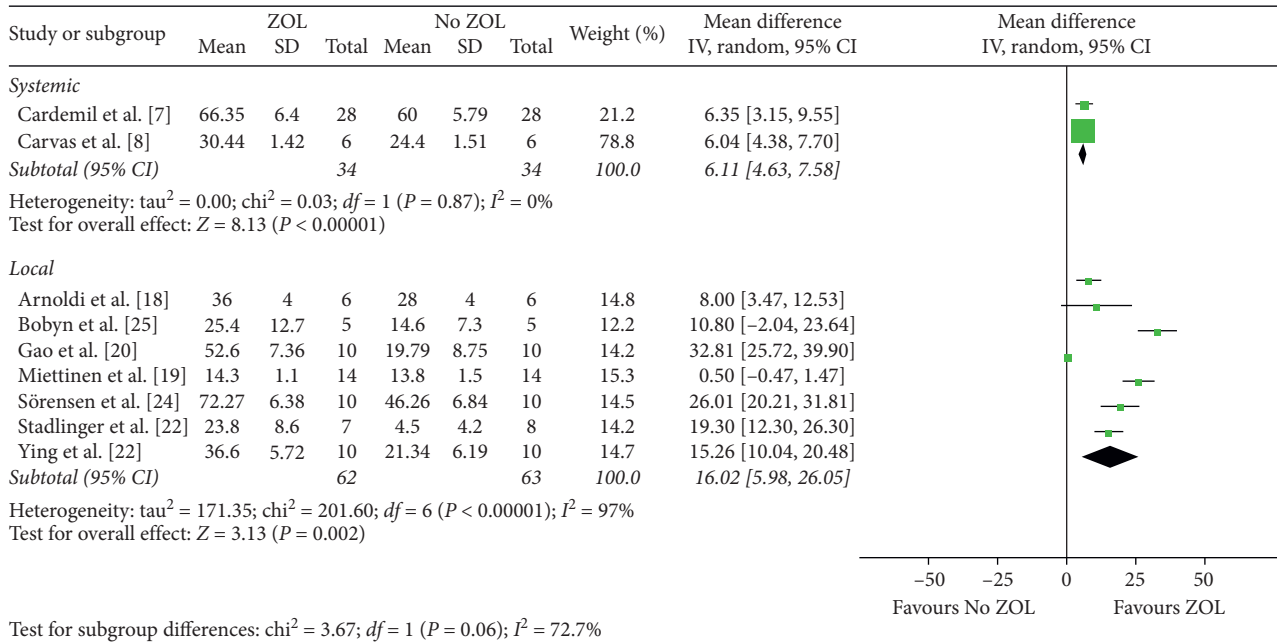 Study or subgroup ZOL No ZOL Weight (%) Mean difference Mean difference
Mean SD Total Mean SD Total IV, random, 95% CI IV, random, 95% CI
Systemic
Cardemil et al. [7] 66.35 6.4 28 60 5.79 28 21.2 6.35 [3.15, 9.55]
Carvas et al. [8] 30.44 1.42 6 24.4 1.51 6 78.8 6.04 [4.38, 7.70]
Subtotal (95% CI) 34 34 100.0 6.11 [4.63, 7.58]
Heterogeneity: tau² = 0.00; chi² = 0.03; df = 1 (P = 0.87); I² = 0%
Test for overall effect: Z = 8.13 (P < 0.00001)
Local
Arnoldi et al. [18] 36 4 6 28 4 6 14.8 8.00 [3.47, 12.53]
Bobyn et al. [25] 25.4 12.7 5 14.6 7.3 5 12.2 10.80 [–2.04, 23.64]
Gao et al. [20] 52.6 7.36 10 19.79 8.75 10 14.2 32.81 [25.72, 39.90]
Miettinen et al. [19] 14.3 1.1 14 13.8 1.5 14 15.3 0.50 [–0.47, 1.47]
Sörensen et al. [24] 72.27 6.38 10 46.26 6.84 10 14.5 26.01 [20.21, 31.81]
Stadlinger et al. [22] 23.8 8.6 7 4.5 4.2 8 14.2 19.30 [12.30, 26.30]
Ying et al. [22] 36.6 5.72 10 21.34 6.19 10 14.7 15.26 [10.04, 20.48]
Subtotal (95% CI) 62 63 100.0 16.02 [5.98, 26.05]
Heterogeneity: tau² = 171.35; chi² = 201.60; df = 6 (P < 0.00001); I² = 97%
Test for overall effect: Z = 3.13 (P = 0.002)
–50 –25 0 25 50
Favours No ZOL Favours ZOL
Test for subgroup differences: chi² = 3.67; df = 1 (P = 0.06); I² = 72.7%